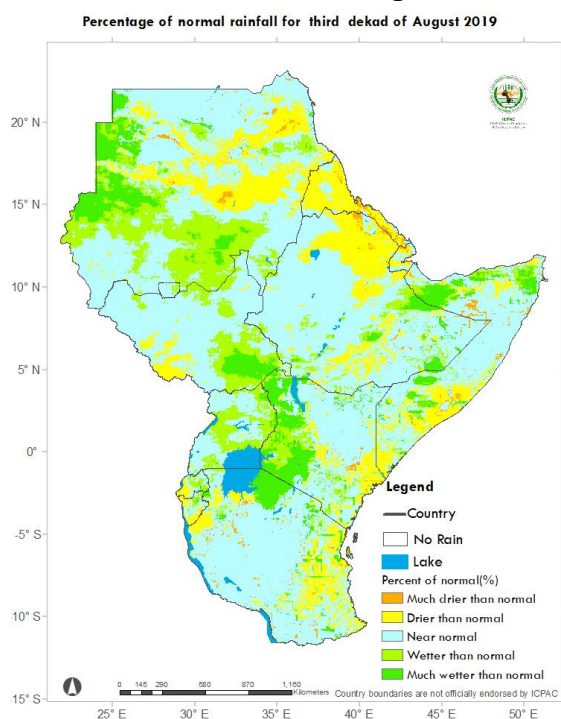 Percentage of normal rainfall for third dekad of August 2019
ICPAC
20° N
15° N
10° N
5° N
0°
5° S
10° S
15° S
Legend
Country
No Rain
Lake
Percent of normal(%)
Much drier than normal
Drier than normal
Near normal
Wetter than normal
Much wetter than normal
0 145 290 580 870 1,160
Kilometers
Country boundaries are not officially endorsed by ICPAC
25° E 30° E 35° E 40° E 45° E 50° E